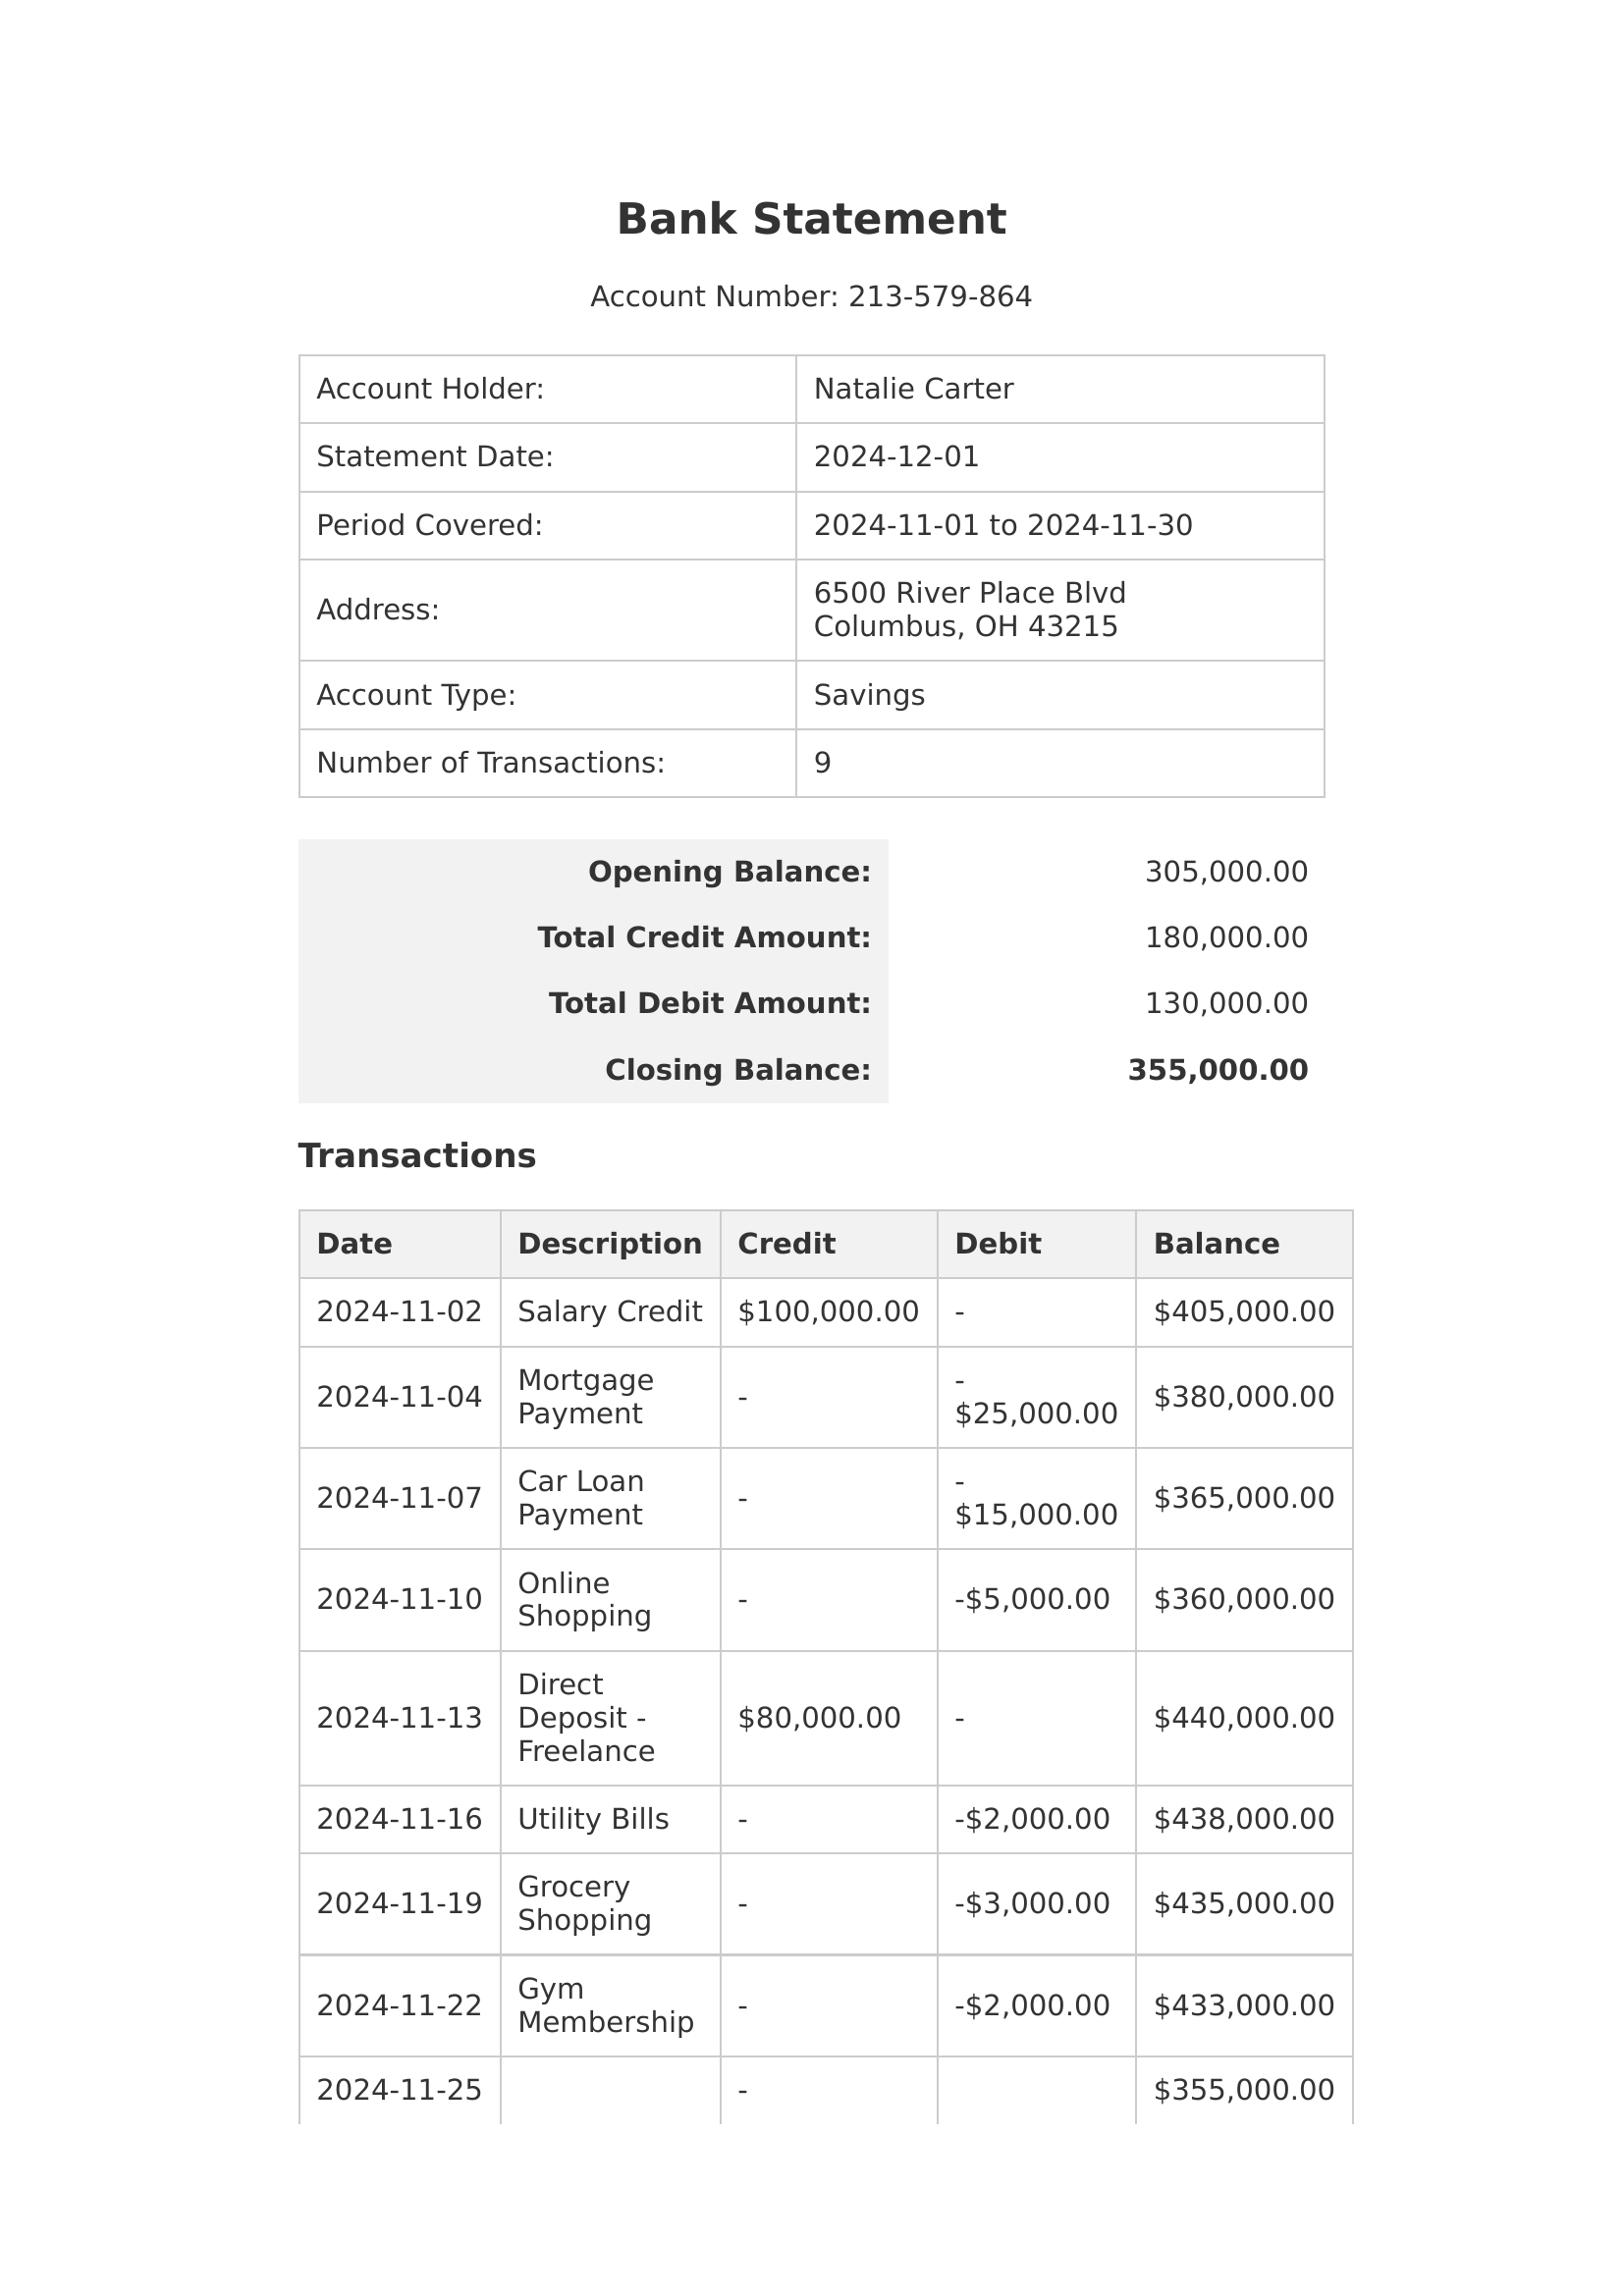 Bank Statement
Account Number: 213-579-864
Account Holder: Natalie Carter
Statement Date: 2024-12-01
Period Covered: 2024-11-01 to 2024-11-30
Address: 6500 River Place Blvd
Columbus, OH 43215
Account Type: Savings
Number of Transactions: 9
Opening Balance: 305,000.00
Total Credit Amount: 180,000.00
Total Debit Amount: 130,000.00
Closing Balance: 355,000.00
Transactions
Date Description Credit Debit Balance
2024-11-02 Salary Credit $100,000.00 - $405,000.00
2024-11-04 Mortgage
Payment - -
$25,000.00 $380,000.00
2024-11-07 Car Loan
Payment - -
$15,000.00 $365,000.00
2024-11-10 Online
Shopping - -$5,000.00 $360,000.00
2024-11-13 Direct
Deposit -
Freelance $80,000.00 - $440,000.00
2024-11-16 Utility Bills - -$2,000.00 $438,000.00
2024-11-19 Grocery
Shopping - -$3,000.00 $435,000.00
2024-11-22 Gym
Membership - -$2,000.00 $433,000.00
2024-11-25 - $355,000.00